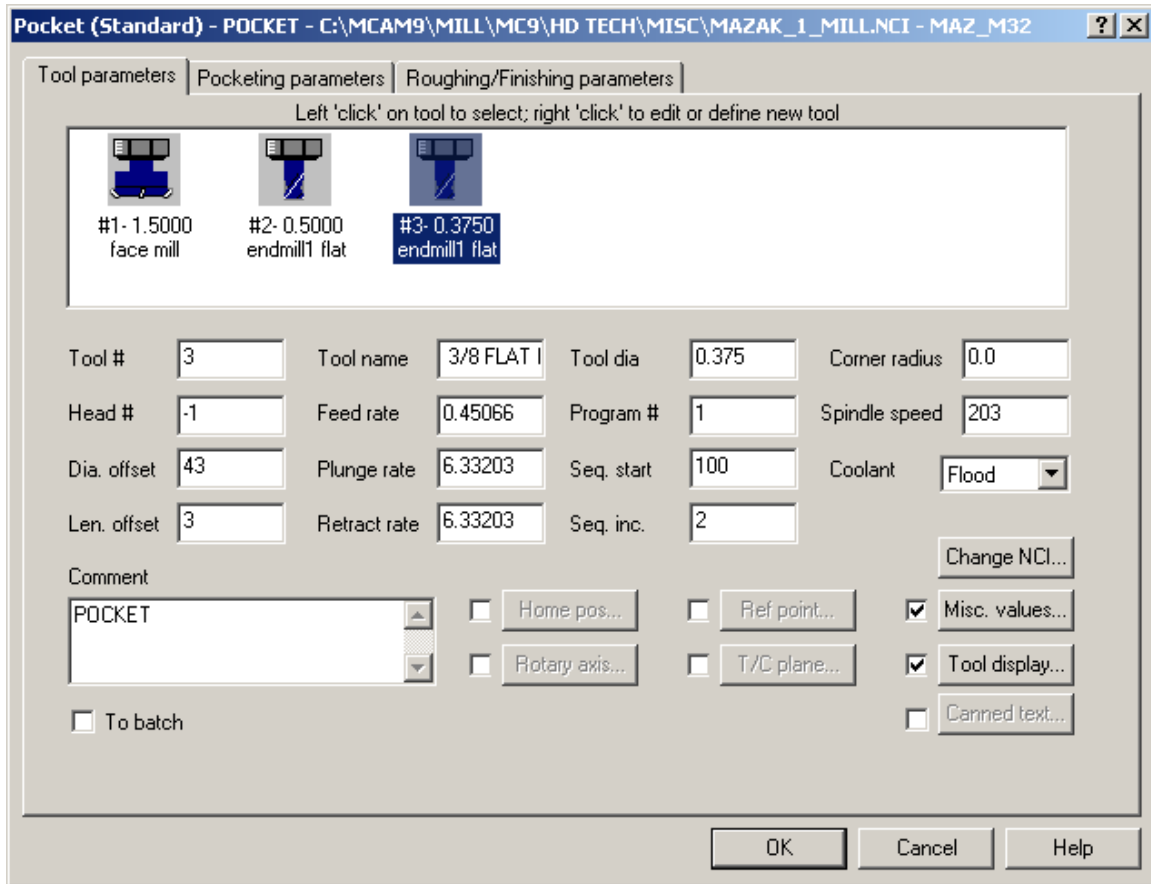 Pocket (Standard) - POCKET - C:\MCAM9\MILL\MC9\HD TECH\MISC\MAZAK_1_MILL.NCI - MAZ_M32
Tool parameters Pocketing parameters Roughing/Finishing parameters
Left 'click' on tool to select; right 'click' to edit or define new tool
#1- 1.5000 #2- 0.5000 #3- 0.3750
face mill endmill1 flat endmill1 flat
Tool # 3 Tool name 3/8 FLAT Tool dia 0.375 Corner radius 0.0
Head # -1 Feed rate 0.45066 Program # 1 Spindle speed 203
Dia. offset 43 Plunge rate 6.33203 Seq. start 100 Coolant Flood
Len. offset 3 Retract rate 6.33203 Seq. inc. 2
Change NCI...
Comment
POCKET Home pos... Ref point... Misc. values...
Rotary axis... T/C plane... Tool display...
To batch Canned text...
OK Cancel Help